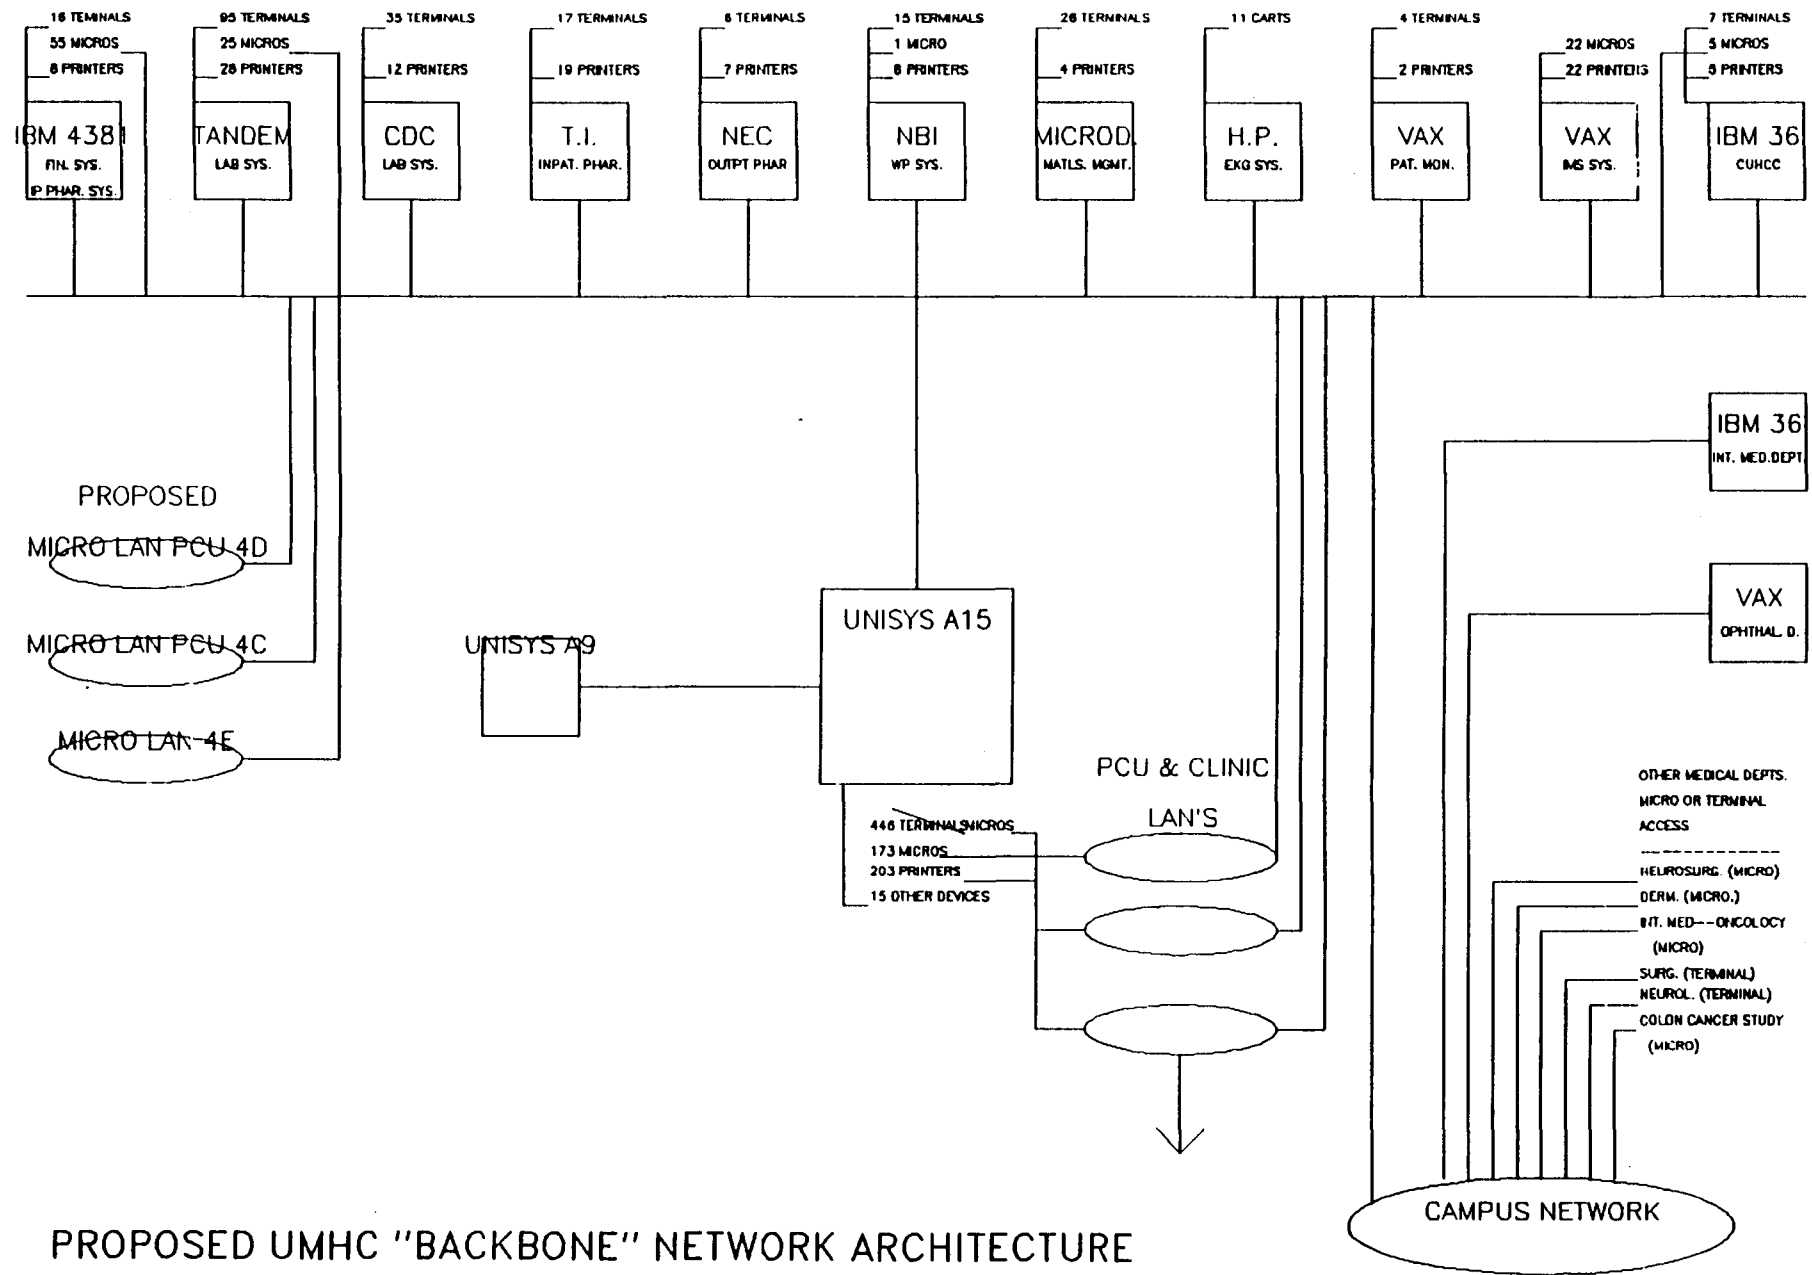 16 TEMINALS
55 MICROS
8 PRINTERS
IBM 4381
FIN. SYS.
IP PHAR. SYS.
95 TERMINALS
25 MICROS
28 PRINTERS
TANDEM
LAB SYS.
35 TERMINALS
12 PRINTERS
CDC
LAB SYS.
17 TERMINALS
19 PRINTERS
T.I.
INPAT. PHAR.
6 TERMINALS
7 PRINTERS
NEC
OUTPT PHAR
15 TERMINALS
1 MICRO
8 PRINTERS
NBI
WP SYS.
26 TERMINALS
4 PRINTERS
MICROD.
MATLS. MGMT.
11 CARTS
H.P.
EKG SYS.
4 TERMINALS
2 PRINTERS
VAX
PAT. MON.
22 MICROS
22 PRINTERS
VAX
IMS SYS.
7 TERMINALS
5 MICROS
5 PRINTERS
IBM 36
CUHCC
IBM 36
INT. MED.DEPT.
VAX
OPHTHAL. D.
PROPOSED
MICRO LAN PCU 4D
MICRO LAN PCU 4C
MICRO LAN 4E
UNISYS A9
UNISYS A15
446 TERMINALS MICROS
173 MICROS
203 PRINTERS
15 OTHER DEVICES
PCU & CLINIC
LAN'S
OTHER MEDICAL DEPTS.
MICRO OR TERMINAL
ACCESS
NEUROSURG. (MICRO)
DERM. (MICRO.)
INT. MED--ONCOLOCY
(MICRO)
SURG. (TERMINAL)
NEUROL. (TERMINAL)
COLON CANCER STUDY
(MICRO)
CAMPUS NETWORK
PROPOSED UMHC "BACKBONE" NETWORK ARCHITECTURE